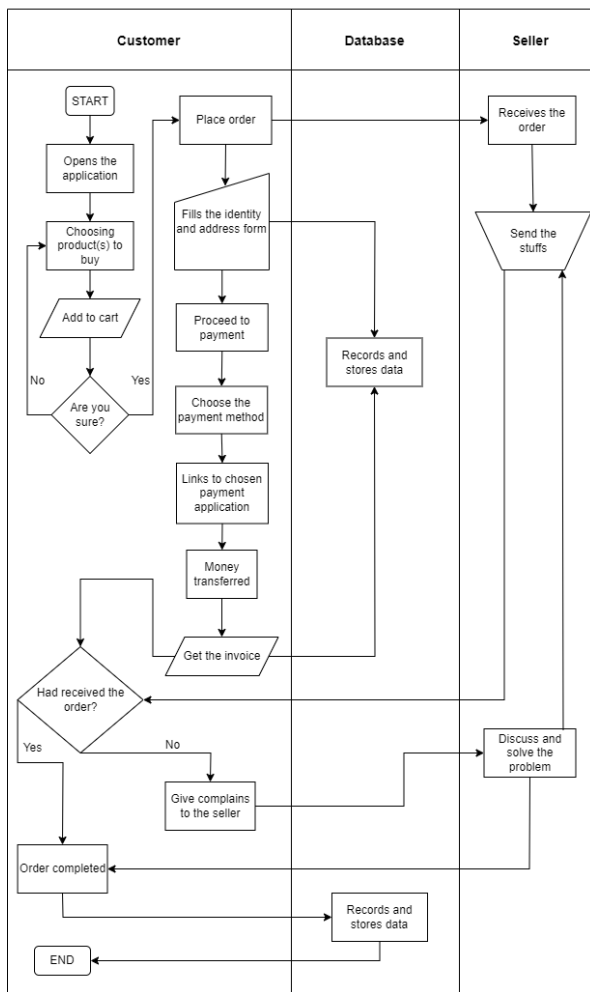 Customer
Database
Seller
START
Place order
Receives the
order
Opens the
application
Fills the identity
and address form
Choosing
product(s) to
buy
Send the
stuffs
Add to cart
Proceed to
payment
Records and
stores data
No
Yes
Are you
sure?
Choose the
payment method
Links to chosen
payment
application
Money
transferred
Get the invoice
Had received the
order?
Yes
No
Discuss and
solve the
problem
Give complains
to the seller
Order completed
Records and
stores data
END